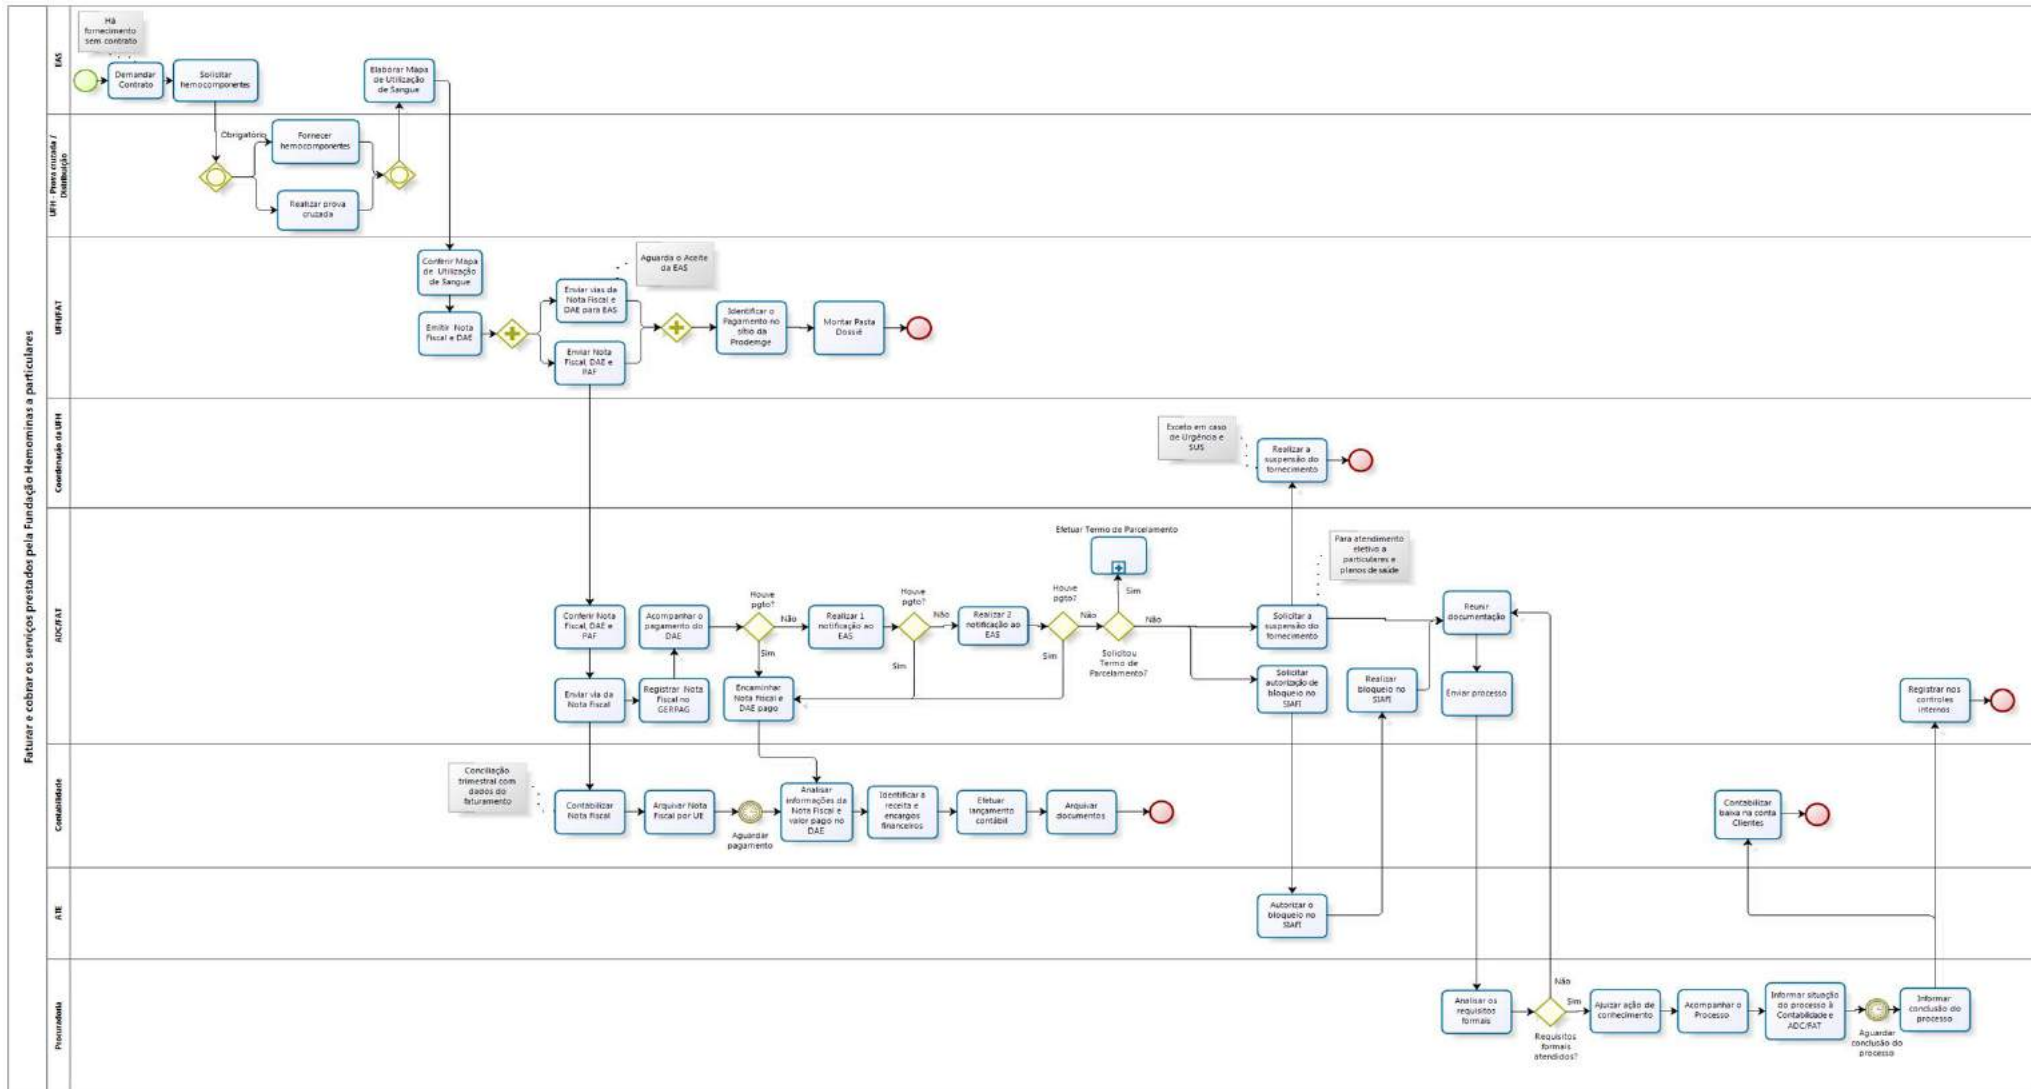 Faturar e cobrar os serviços prestados pela Fundação Hemominas a particulares
EAS
Há
fornecimento
sem contrato
Demandar
Contrato
Solicitar
hemocomponentes
Elaborar Mapa
de Utilização
de Sangue
UFH - Prova cruzada /
Distribuição
Obrigatório
Fornecer
hemocomponentes
Realizar prova
cruzada
UFH/FAT
Conferir Mapa
de Utilização
de Sangue
Emitir Nota
Fiscal e DAE
Enviar vias da
Nota Fiscal e
DAE para EAS
Aguarda o Aceite
da EAS
Enviar Nota
Fiscal, DAE e
PAF
Identificar o
Pagamento no
sítio da
Prodemge
Montar Pasta
Dossiê
Coordenação da UFH
Exceto em caso
de Urgência e
SUS
Realizar a
suspensão do
fornecimento
ADC/FAT
Conferir Nota
Fiscal, DAE e
PAF
Enviar via da
Nota Fiscal
Registrar Nota
Fiscal no
GERPAG
Acompanhar o
pagamento do
DAE
Houve
pgto?
Não
Sim
Realizar 1
notificação ao
EAS
Houve
pgto?
Não
Sim
Realizar 2
notificação ao
EAS
Houve
pgto?
Não
Sim
Encaminhar
Nota Fiscal e
DAE pago
Efetuar Termo de Parcelamento
Sim
Não
Solicitou
Termo de
Parcelamento?
Para atendimento
eletivo a
particulares e
planos de saúde
Solicitar a
suspensão do
fornecimento
Solicitar
autorização de
bloqueio no
SIAFI
Realizar
bloqueio no
SIAFI
Reunir
documentação
Enviar processo
Registrar nos
controles
internos
Contabilidade
Conciliação
trimestral com
dados do
faturamento
Contabilizar
Nota Fiscal
Arquivar Nota
Fiscal por UE
Aguardar
pagamento
Analisar
informações da
Nota Fiscal e
valor pago no
DAE
Identificar a
receita e
encargos
financeiros
Efetuar
lançamento
contábil
Arquivar
documentos
Contabilizar
baixa na conta
Clientes
ATE
Autorizar o
bloqueio no
SIAFI
Procuradoria
Analisar os
requisitos
formais
Não
Sim
Requisitos
formais
atendidos?
Ajuizar ação de
conhecimento
Acompanhar o
Processo
Informar situação
do processo à
Contabilidade e
ADC/FAT
Aguardar
conclusão do
processo
Informar
conclusão do
processo